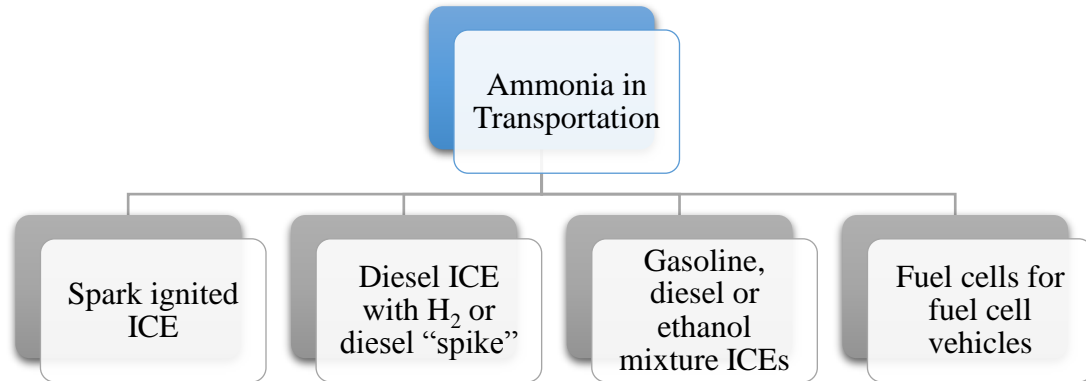 Ammonia in
Transportation
Spark ignited
ICE
Diesel ICE
with H₂ or
diesel “spike”
Gasoline,
diesel or
ethanol
mixture ICEs
Fuel cells for
fuel cell
vehicles